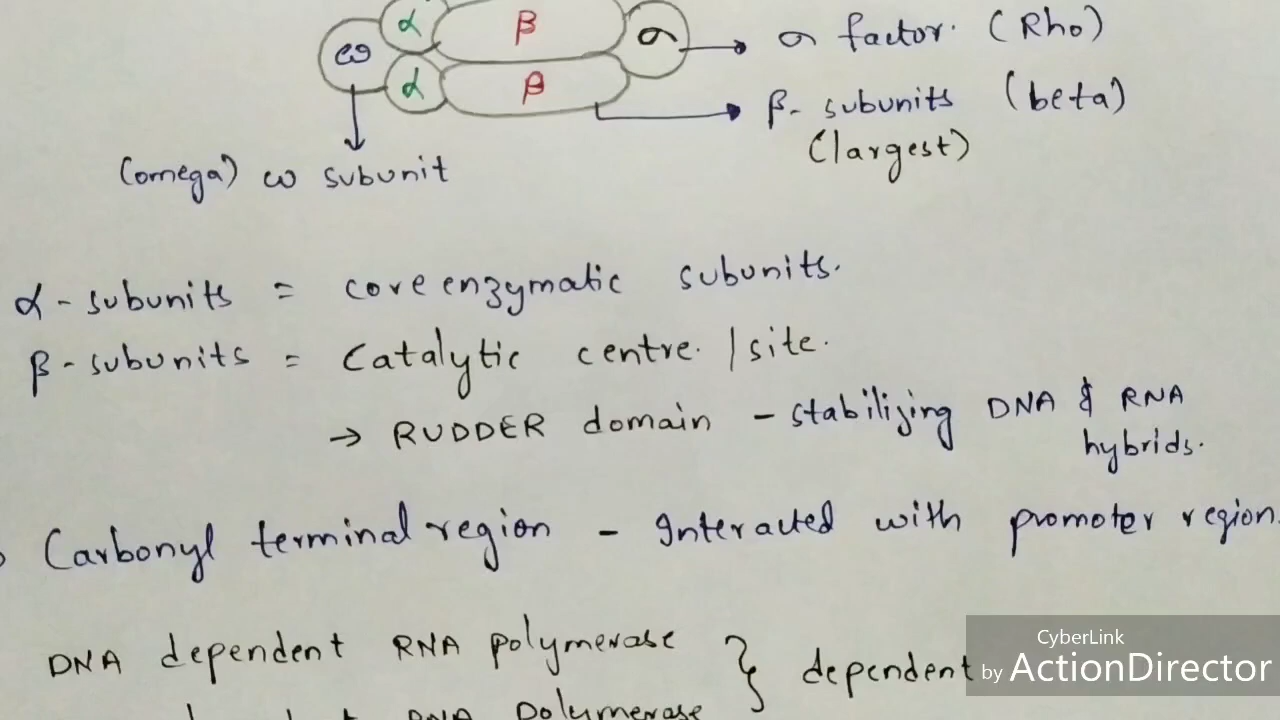 α β σ → σ factor. (Rho)
ω
α β → β- subunits (beta)
(largest)
(omega) ω subunit
α - subunits = core enzymatic subunits.
β - subunits = Catalytic centre. / site.
→ RUDDER domain - stabilizing DNA & RNA
hybrids.
Carbonyl terminal region - Interacted with promoter region.
DNA dependent RNA polymerase } dependent
polymerase
CyberLink
by ActionDirector